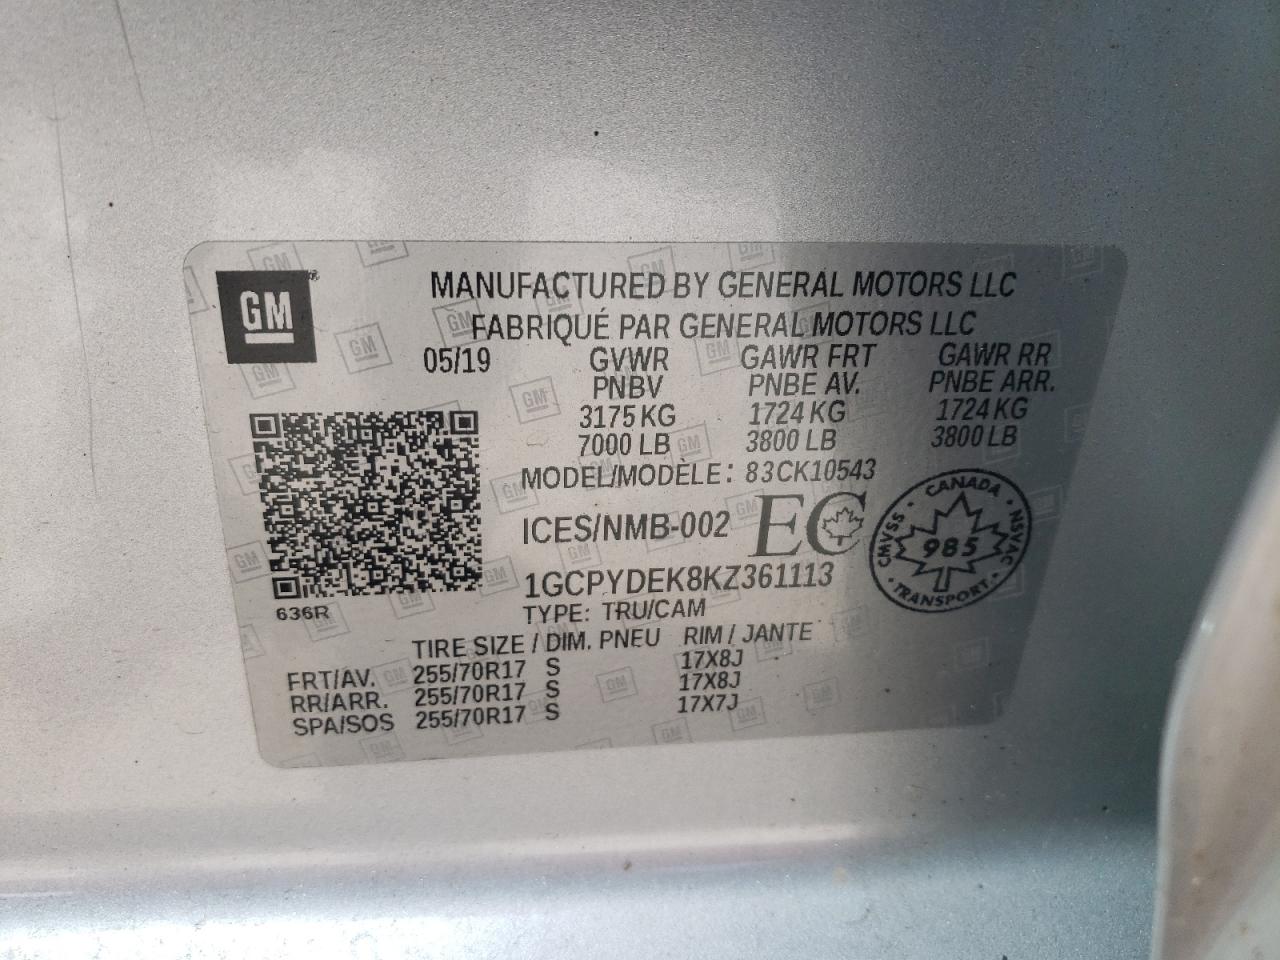 GM
MANUFACTURED BY GENERAL MOTORS LLC
FABRIQUÉ PAR GENERAL MOTORS LLC
05/19 GVWR GAWR FRT GAWR RR
PNBV PNBE AV. PNBE ARR.
3175 KG 1724 KG 1724 KG
7000 LB 3800 LB 3800 LB
MODEL/MODÈLE: 83CK10543
ICES/NMB-002 EC
CANADA
CMVSS 985 NSVAC
TRANSPORT
1GCPYDEK8KZ361113
636R
TYPE: TRU/CAM
TIRE SIZE / DIM. PNEU RIM / JANTE
FRT/AV. 255/70R17 S 17X8J
RR/ARR. 255/70R17 S 17X8J
SPA/SOS 255/70R17 S 17X7J